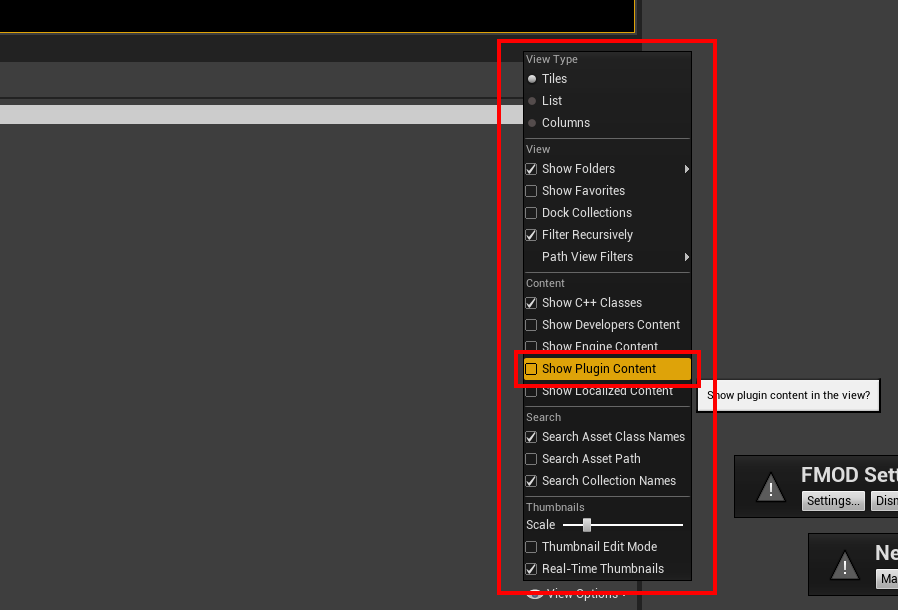 View Type
Tiles
List
Columns
View
Show Folders
Show Favorites
Dock Collections
Filter Recursively
Path View Filters
Content
Show C++ Classes
Show Developers Content
Show Engine Content
Show Plugin Content
Show plugin content in the view?
Show Localized Content
Search
Search Asset Class Names
Search Asset Path
Search Collection Names
FMOD Sett
Settings...
Disn
Thumbnails
Scale
Thumbnail Edit Mode
Real-Time Thumbnails
Ne
Ma
View Options